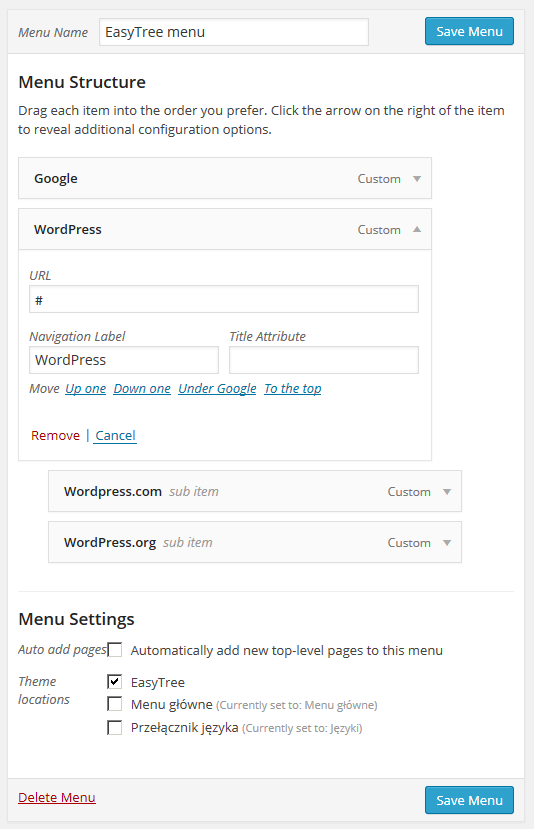 Menu Name EasyTree menu Save Menu
Menu Structure
Drag each item into the order you prefer. Click the arrow on the right of the item
to reveal additional configuration options.
Google Custom
WordPress Custom
URL
#
Navigation Label Title Attribute
WordPress
Move Up one Down one Under Google To the top
Remove | Cancel
Wordpress.com sub item Custom
WordPress.org sub item Custom
Menu Settings
Auto add pages Automatically add new top-level pages to this menu
Theme EasyTree
locations Menu główne (Currently set to: Menu główne)
Przełącznik języka (Currently set to: Języki)
Delete Menu Save Menu